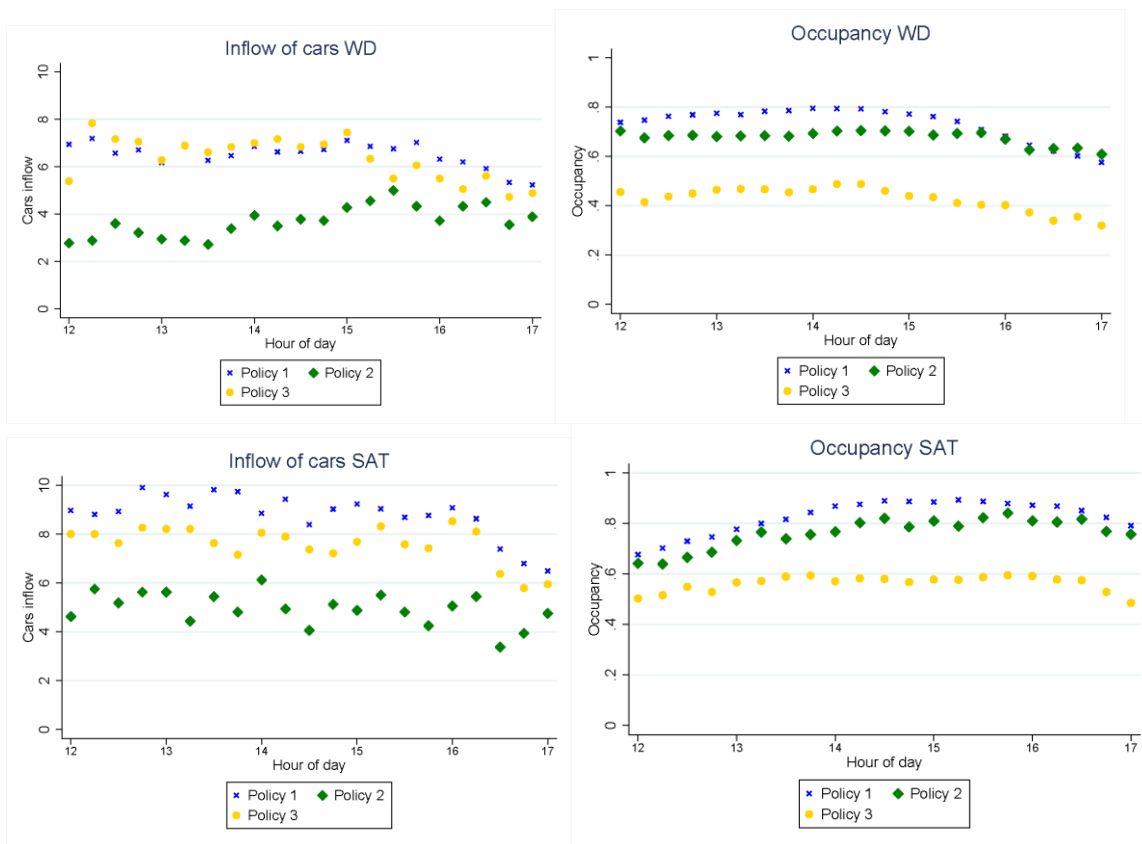 Inflow of cars WD
10
8
6
4
2
0
Cars inflow
12 13 14 15 16 17
Hour of day
Policy 1 Policy 2
Policy 3
Occupancy WD
1
.8
.6
.4
.2
0
Occupancy
12 13 14 15 16 17
Hour of day
Policy 1 Policy 2
Policy 3
Inflow of cars SAT
10
8
6
4
2
0
Cars inflow
12 13 14 15 16 17
Hour of day
Policy 1 Policy 2
Policy 3
Occupancy SAT
1
.8
.6
.4
.2
0
Occupancy
12 13 14 15 16 17
Hour of day
Policy 1 Policy 2
Policy 3